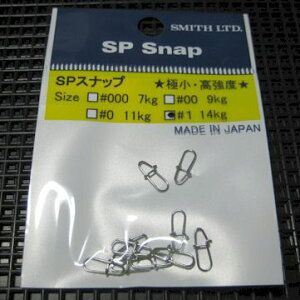 SMITH LTD.
SP Snap
SPスナップ ★極小・高強度★
Size □#000 7kg □#00 9kg
□#0 11kg ■#1 14kg
MADE IN JAPAN